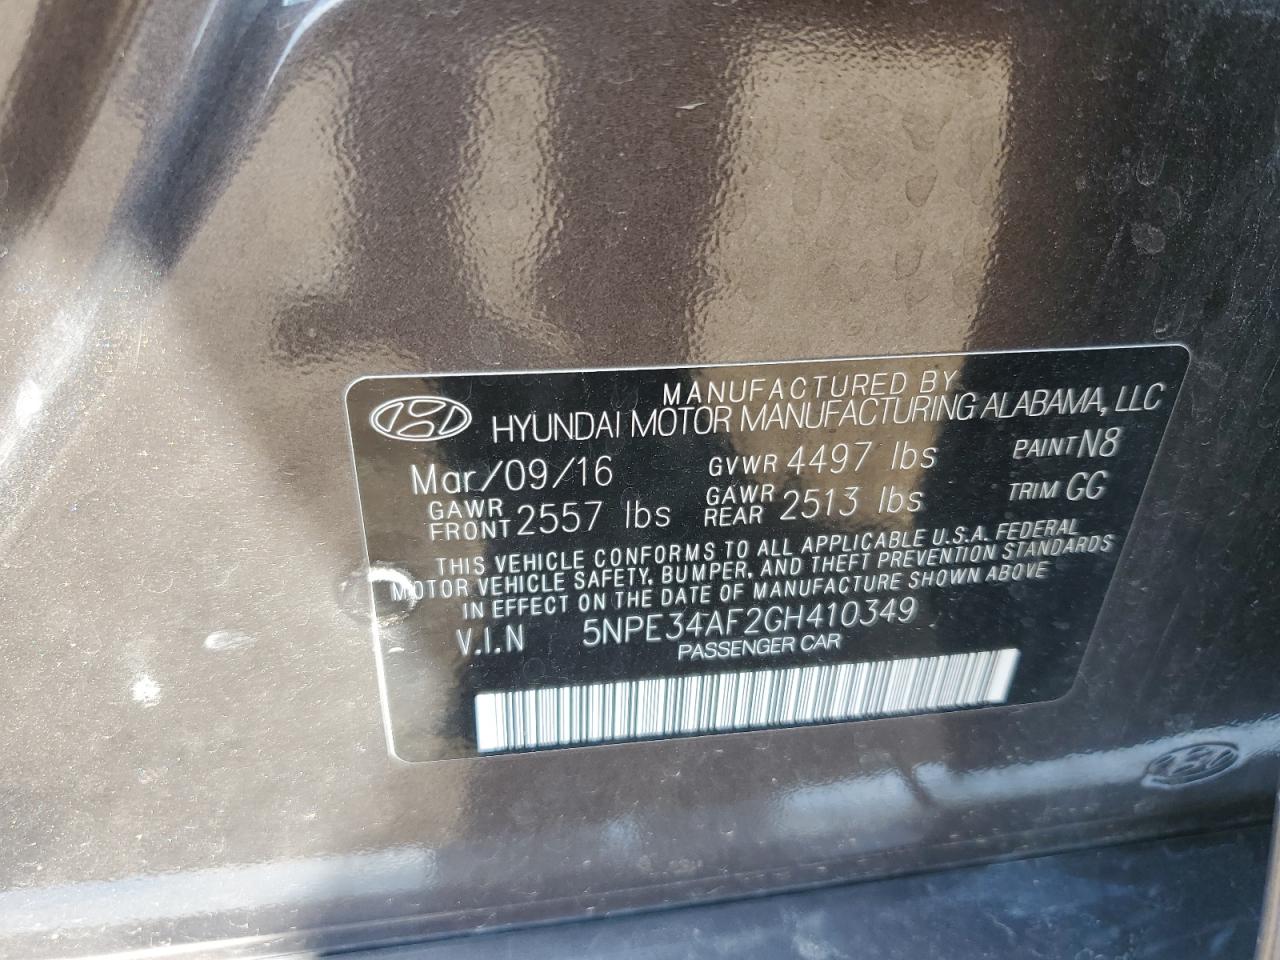 MANUFACTURED BY
HYUNDAI MOTOR MANUFACTURING ALABAMA, LLC
Mar/09/16 GVWR 4497 lbs PAINT N8
GAWR FRONT 2557 lbs GAWR REAR 2513 lbs TRIM GG
THIS VEHICLE CONFORMS TO ALL APPLICABLE U.S.A. FEDERAL
MOTOR VEHICLE SAFETY, BUMPER, AND THEFT PREVENTION STANDARDS
IN EFFECT ON THE DATE OF MANUFACTURE SHOWN ABOVE
V.I.N 5NPE34AF2GH410349
PASSENGER CAR